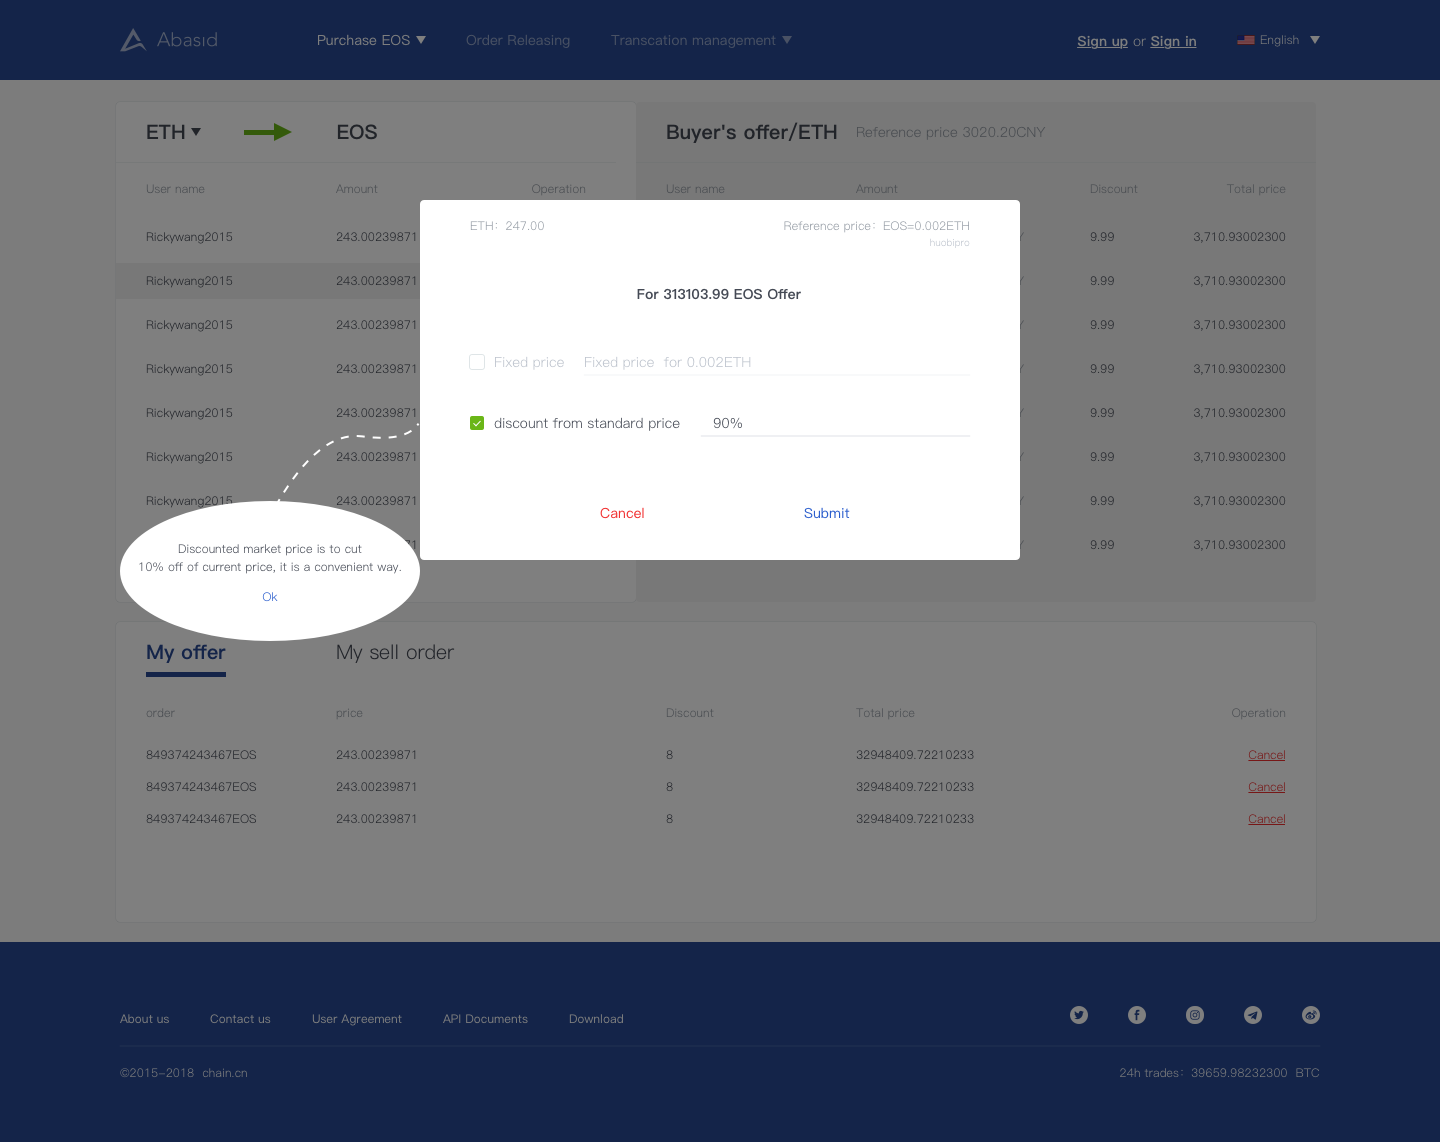 Abasid
Purchase EOS
Order Releasing
Transcation management
Sign up or Sign in
English
ETH
EOS
User name Amount Operation
Rickywang2015 243.00239871
Rickywang2015 243.00239871
Rickywang2015 243.00239871
Rickywang2015 243.00239871
Rickywang2015 243.00239871
Rickywang2015 243.00239871
Rickywang2015 243.00239871
Buyer's offer/ETH Reference price 3020.20CNY
User name Amount Discount Total price
9.99 3,710.93002300
9.99 3,710.93002300
9.99 3,710.93002300
9.99 3,710.93002300
9.99 3,710.93002300
9.99 3,710.93002300
9.99 3,710.93002300
9.99 3,710.93002300
ETH: 247.00
Reference price: EOS=0.002ETH
huobipro
For 313103.99 EOS Offer
Fixed price Fixed price for 0.002ETH
discount from standard price 90%
Cancel Submit
Discounted market price is to cut
10% off of current price, it is a convenient way.
Ok
My offer My sell order
order price Discount Total price Operation
849374243467EOS 243.00239871 8 32948409.72210233 Cancel
849374243467EOS 243.00239871 8 32948409.72210233 Cancel
849374243467EOS 243.00239871 8 32948409.72210233 Cancel
About us Contact us User Agreement API Documents Download
©2015-2018 chain.cn
24h trades: 39659.98232300 BTC